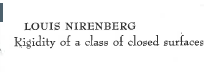 LOUIS NIRENBERG
Rigidity of a class of closed surfaces